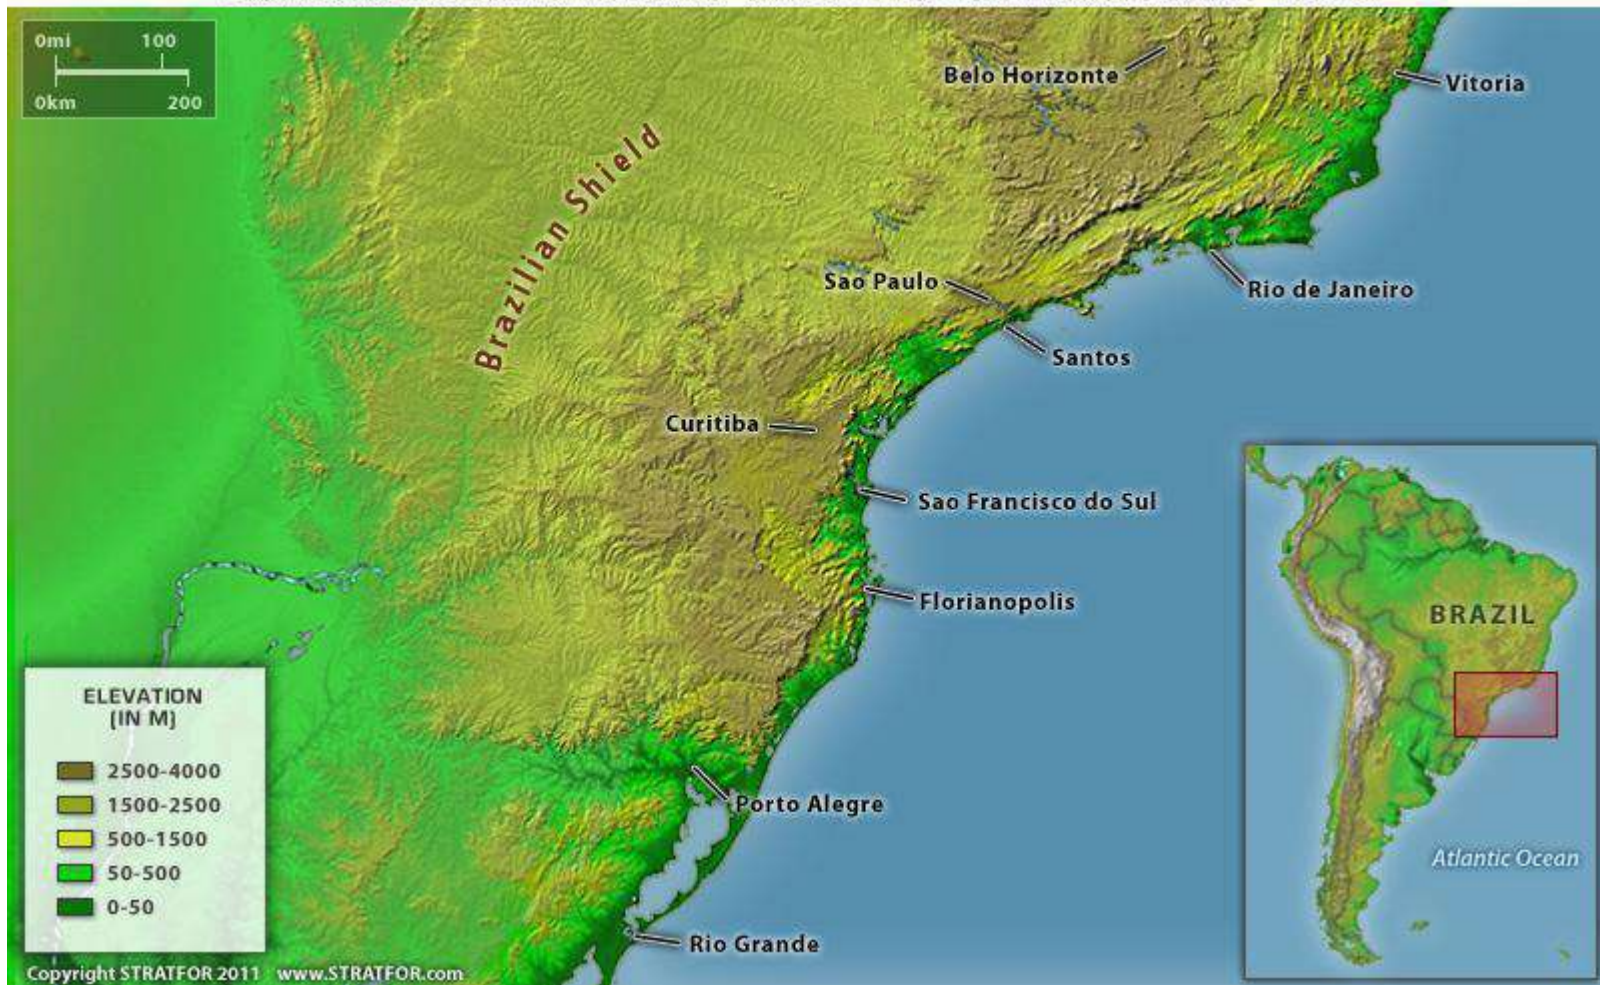 0mi 100
0km 200
Belo Horizonte
Vitoria
Brazilian Shield
Sao Paulo
Rio de Janeiro
Santos
Curitiba
Sao Francisco do Sul
Florianopolis
BRAZIL
ELEVATION
(IN M)
2500-4000
1500-2500
500-1500
50-500
0-50
Porto Alegre
Atlantic Ocean
Rio Grande
Copyright STRATFOR 2011 www.STRATFOR.com